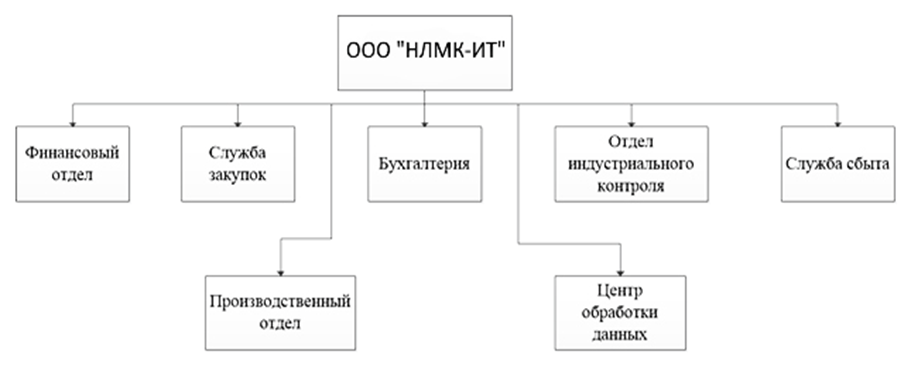 ООО "НЛМК-ИТ"
Финансовый
отдел
Служба
закупок
Бухгалтерия
Отдел
индустриального
контроля
Служба сбыта
Производственный
отдел
Центр
обработки
данных